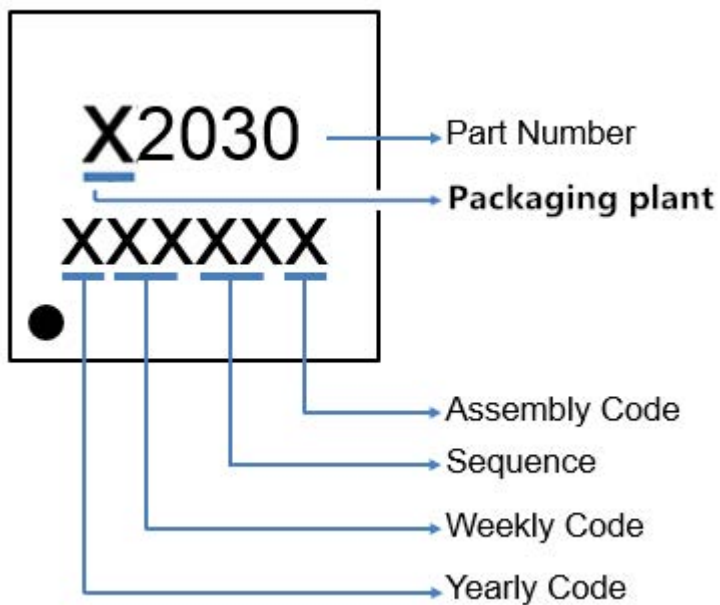 X2030
Part Number
Packaging plant
XXXXXX
Assembly Code
Sequence
Weekly Code
Yearly Code